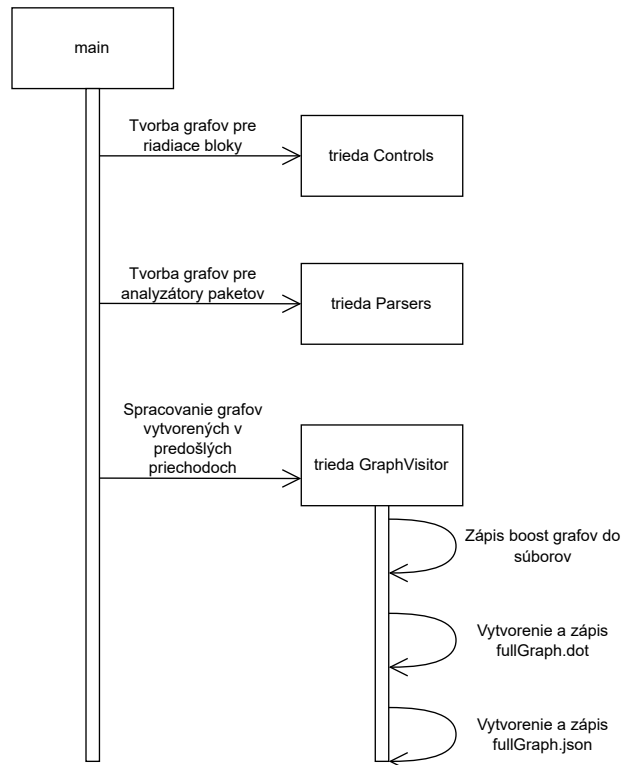 main
Tvorba grafov pre
riadiace bloky
trieda Controls
Tvorba grafov pre
analyzátory paketov
trieda Parsers
Spracovanie grafov
vytvorených v
predošlých
priechodoch
trieda GraphVisitor
Zápis boost grafov do
súborov
Vytvorenie a zápis
fullGraph.dot
Vytvorenie a zápis
fullGraph.json